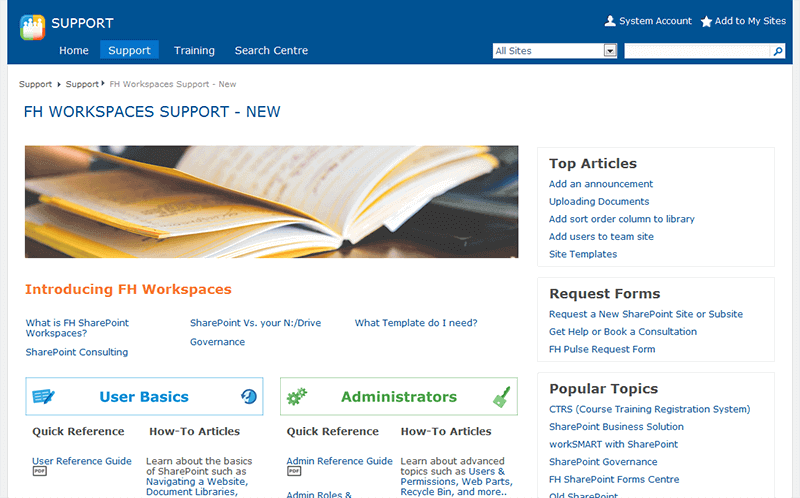 SUPPORT
System Account
Add to My Sites
Home
Support
Training
Search Centre
All Sites
Support
Support
FH Workspaces Support - New
FH WORKSPACES SUPPORT - NEW
Introducing FH Workspaces
What is FH SharePoint
Workspaces?
SharePoint Consulting
SharePoint Vs. your N:/Drive
Governance
What Template do I need?
User Basics
Quick Reference
User Reference Guide
PDF
How-To Articles
Learn about the basics
of SharePoint such as
Navigating a Website,
Document Libraries,
Administrators
Quick Reference
Admin Reference Guide
PDF
Admin Roles &
How-To Articles
Learn about advanced
topics such as Users &
Permissions, Web Parts,
Recycle Bin, and more..
Top Articles
Add an announcement
Uploading Documents
Add sort order column to library
Add users to team site
Site Templates
Request Forms
Request a New SharePoint Site or Subsite
Get Help or Book a Consultation
FH Pulse Request Form
Popular Topics
CTRS (Course Training Registration System)
SharePoint Business Solution
workSMART with SharePoint
SharePoint Governance
FH SharePoint Forms Centre
Old SharePoint